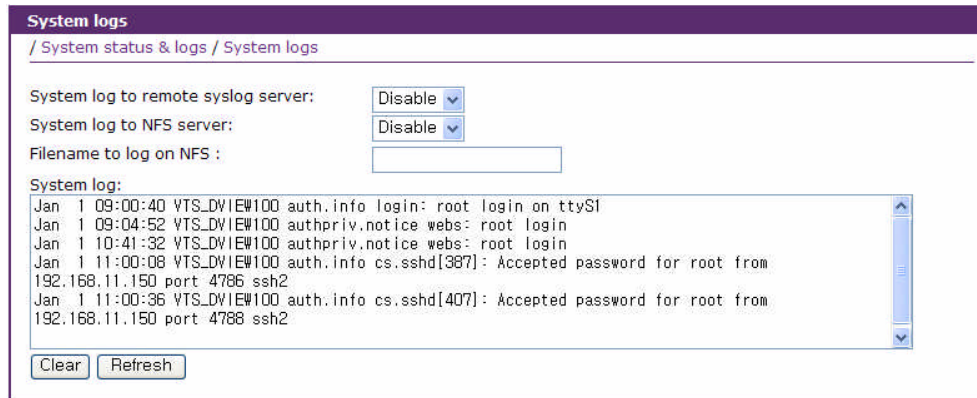 System logs
/ System status & logs / System logs
System log to remote syslog server: Disable
System log to NFS server: Disable
Filename to log on NFS :
System log:
Jan 1 09:00:40 VTS_DVIEW100 auth.info login: root login on ttyS1
Jan 1 09:04:52 VTS_DVIEW100 authpriv.notice webs: root login
Jan 1 10:41:32 VTS_DVIEW100 authpriv.notice webs: root login
Jan 1 11:00:08 VTS_DVIEW100 auth.info cs.sshd[387]: Accepted password for root from
192.168.11.150 port 4786 ssh2
Jan 1 11:00:36 VTS_DVIEW100 auth.info cs.sshd[407]: Accepted password for root from
192.168.11.150 port 4788 ssh2
Clear Refresh